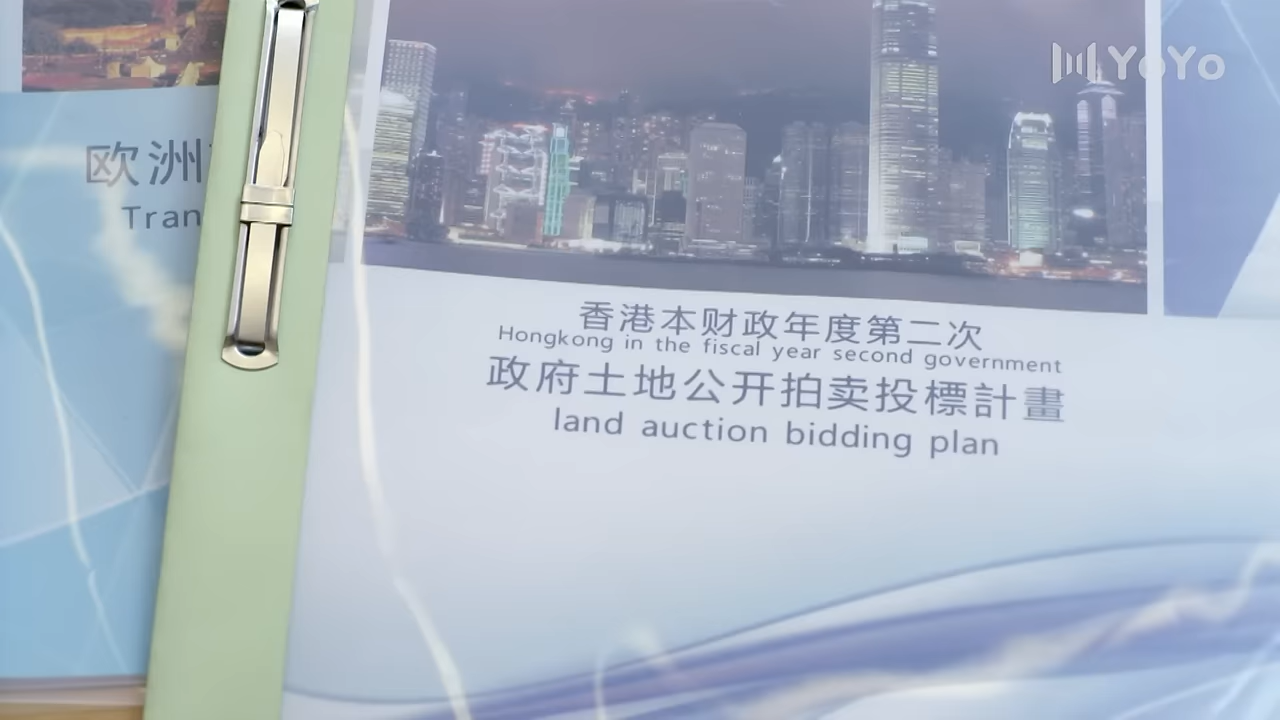 YoYo
欧洲
Tran
香港本财政年度第二次
Hongkong in the fiscal year second government
政府土地公开拍卖投標計畫
land auction bidding plan